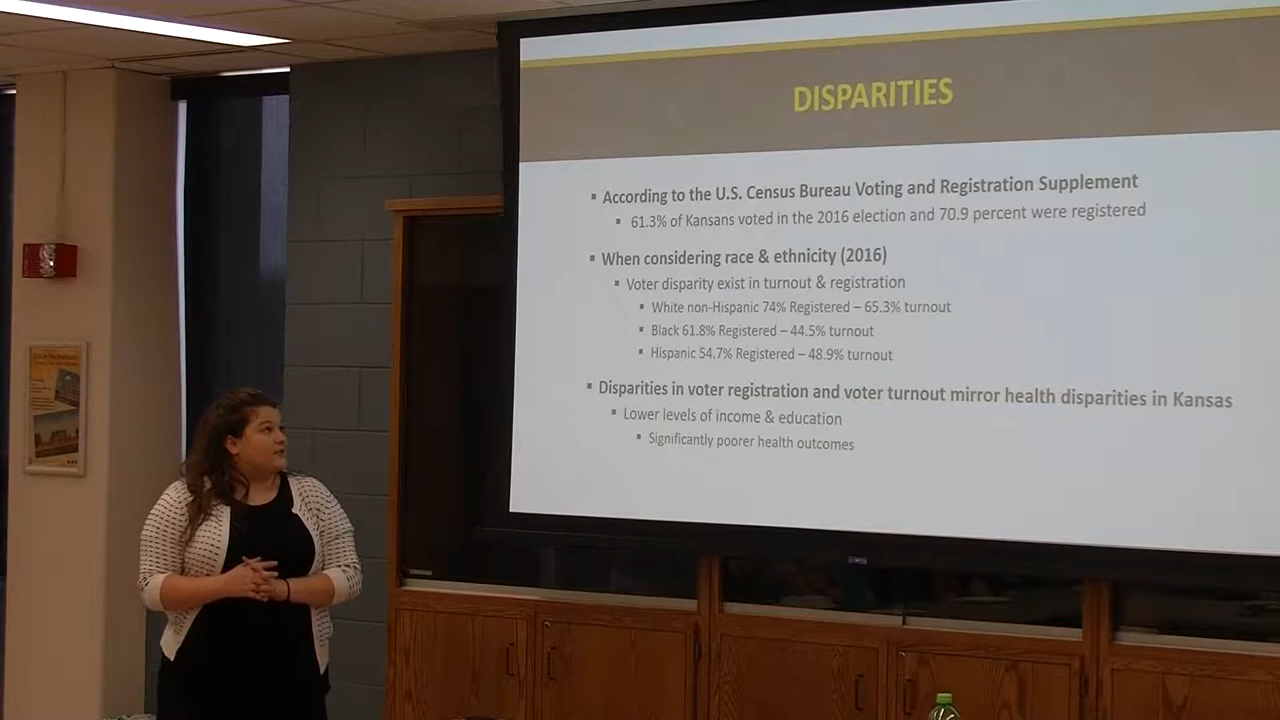 DISPARITIES
▪ According to the U.S. Census Bureau Voting and Registration Supplement
▪ 61.3% of Kansans voted in the 2016 election and 70.9 percent were registered
▪ When considering race & ethnicity (2016)
▪ Voter disparity exist in turnout & registration
▪ White non-Hispanic 74% Registered – 65.3% turnout
▪ Black 61.8% Registered – 44.5% turnout
▪ Hispanic 54.7% Registered – 48.9% turnout
▪ Disparities in voter registration and voter turnout mirror health disparities in Kansas
▪ Lower levels of income & education
▪ Significantly poorer health outcomes